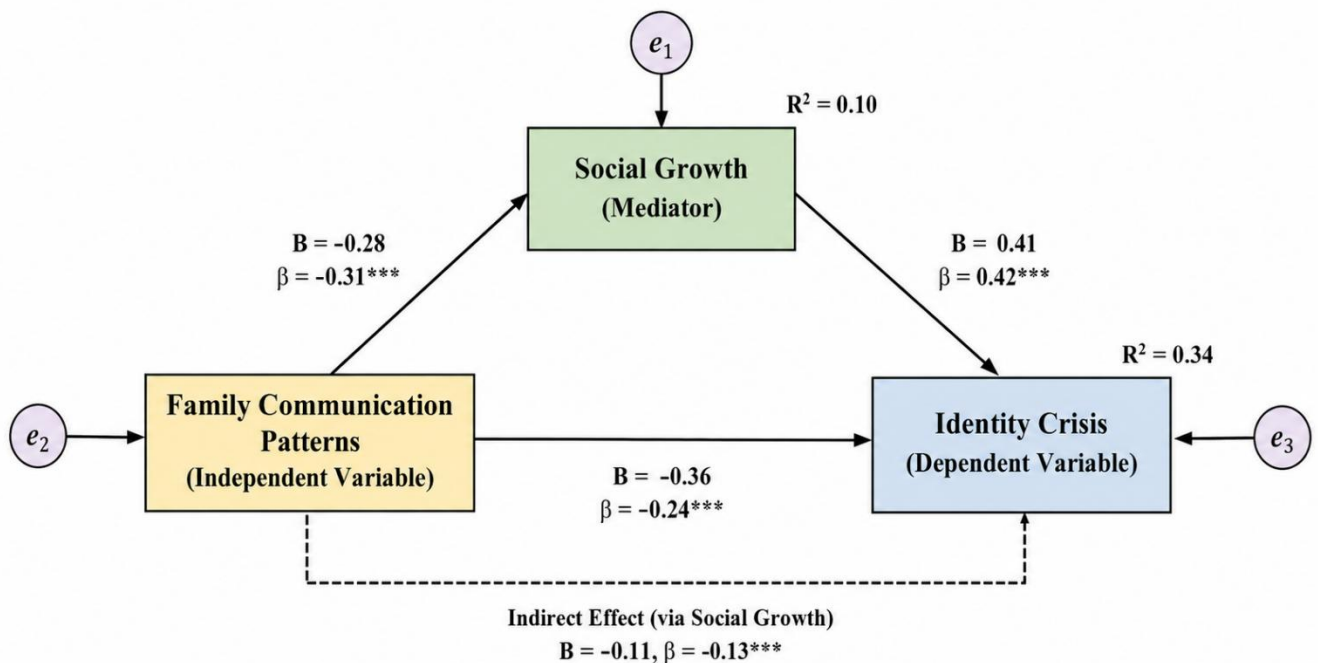 e₁
R² = 0.10
Social Growth
(Mediator)
B = -0.28
β = -0.31***
B = 0.41
β = 0.42***
R² = 0.34
e₂
Family Communication
Patterns
(Independent Variable)
B = -0.36
β = -0.24***
Identity Crisis
(Dependent Variable)
e₃
Indirect Effect (via Social Growth)
B = -0.11, β = -0.13***